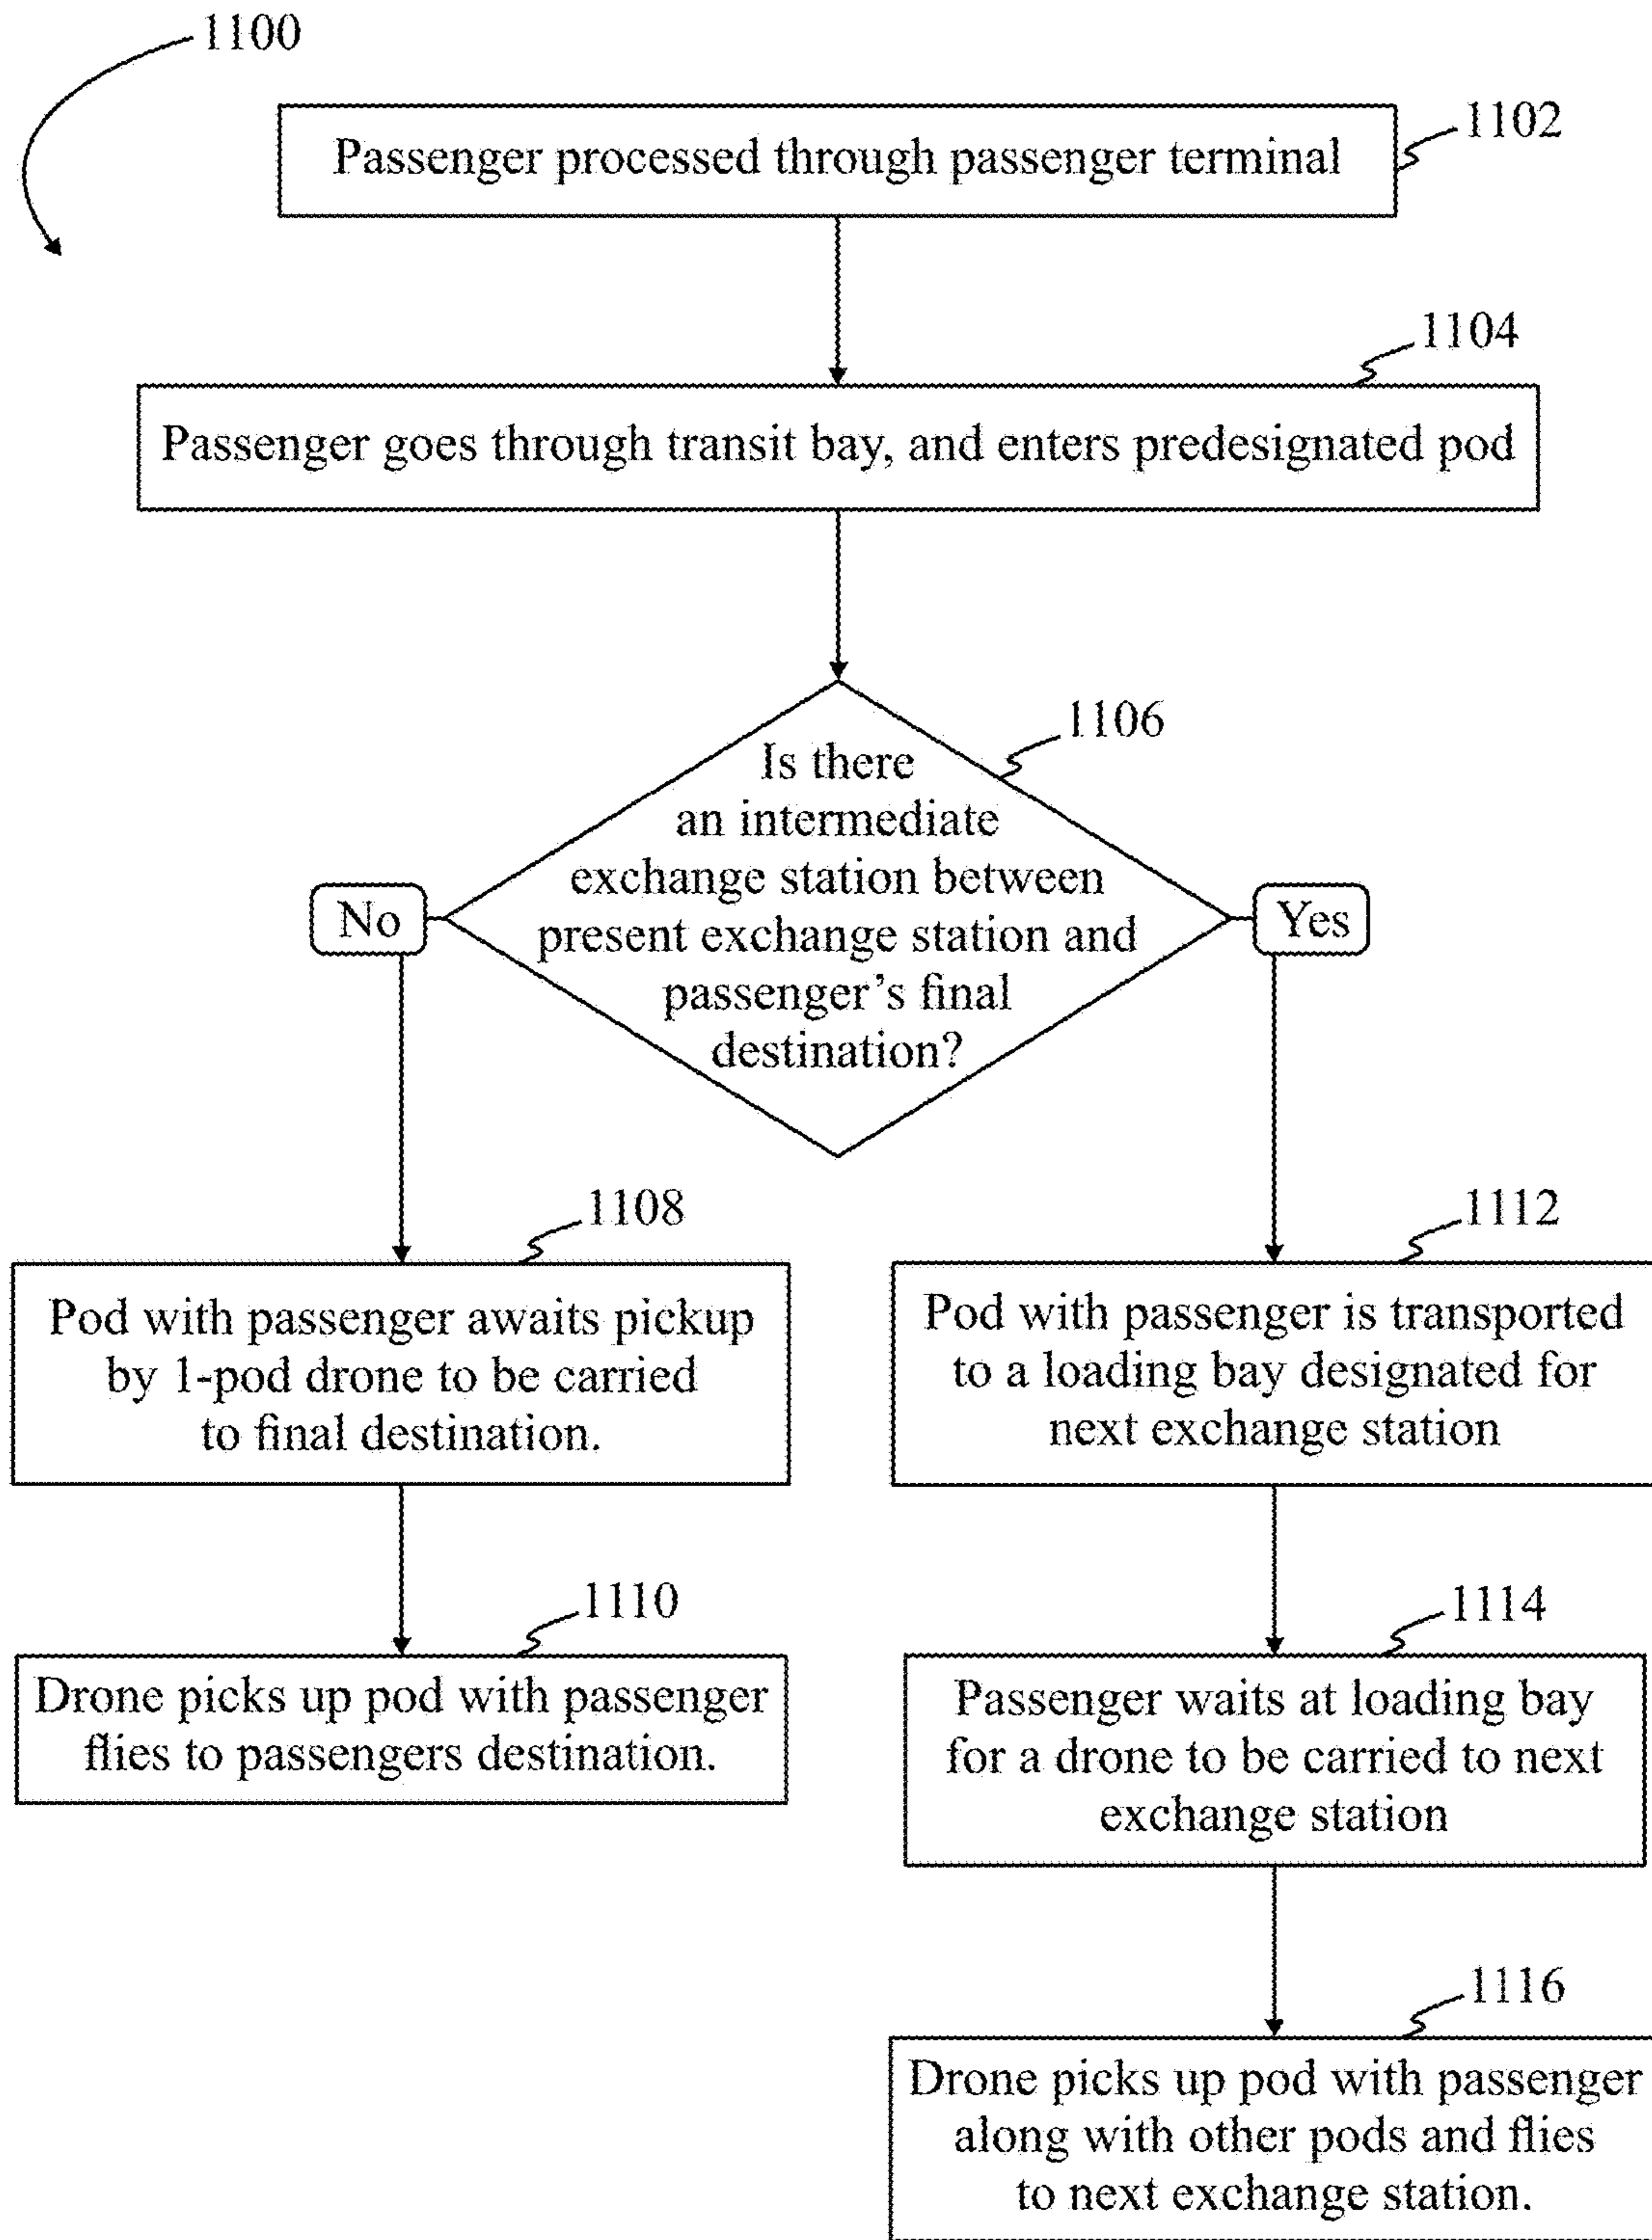 1100
1102
Passenger processed through passenger terminal
1104
Passenger goes through transit bay, and enters predesignated pod
1106
Is there
an intermediate
exchange station between
present exchange station and
passenger’s final
destination?
No
Yes
1108
Pod with passenger awaits pickup
by 1-pod drone to be carried
to final destination.
1110
Drone picks up pod with passenger
flies to passengers destination.
1112
Pod with passenger is transported
to a loading bay designated for
next exchange station
1114
Passenger waits at loading bay
for a drone to be carried to next
exchange station
1116
Drone picks up pod with passenger
along with other pods and flies
to next exchange station.